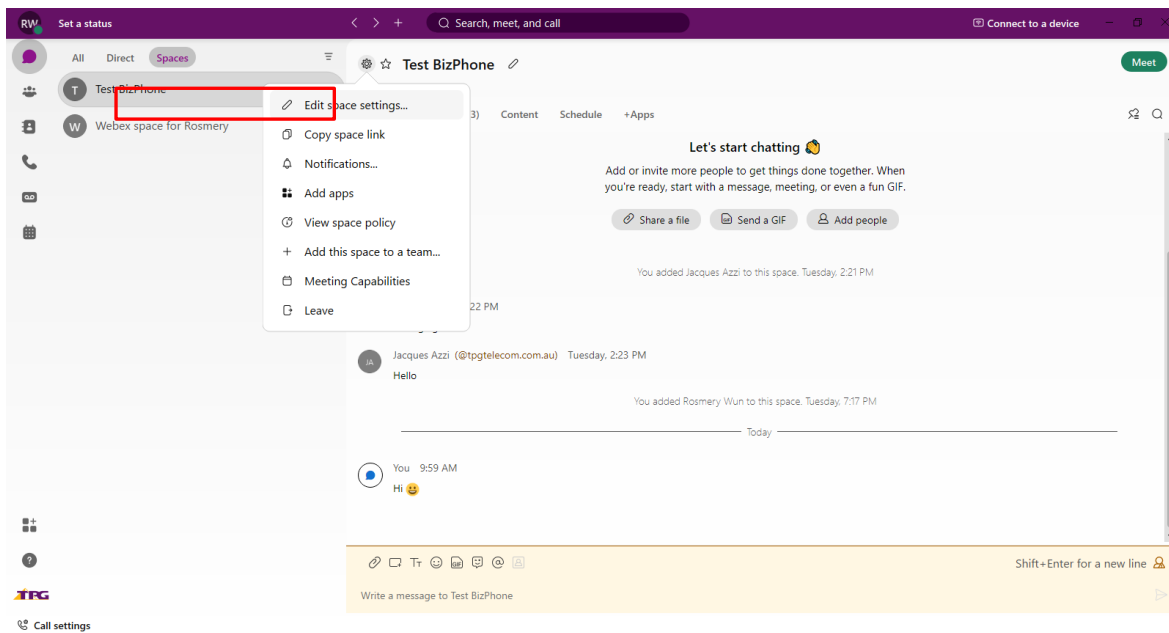 RW Set a status Search, meet, and call Connect to a device
All Direct Spaces
T Test BizPhone
W Webex space for Rosmery
Test BizPhone Meet
3) Content Schedule +Apps
Edit space settings...
Copy space link
Notifications...
Add apps
View space policy
Add this space to a team...
Meeting Capabilities
Leave
Let's start chatting 👋
Add or invite more people to get things done together. When
you're ready, start with a message, meeting, or even a fun GIF.
Share a file Send a GIF Add people
You added Jacques Azzi to this space. Tuesday, 2:21 PM
22 PM
JA Jacques Azzi (@tpgtelecom.com.au) Tuesday, 2:23 PM
Hello
You added Rosmery Wun to this space. Tuesday, 7:17 PM
Today
You 9:59 AM
Hi 😀
Shift+Enter for a new line
Write a message to Test BizPhone
TPG
Call settings